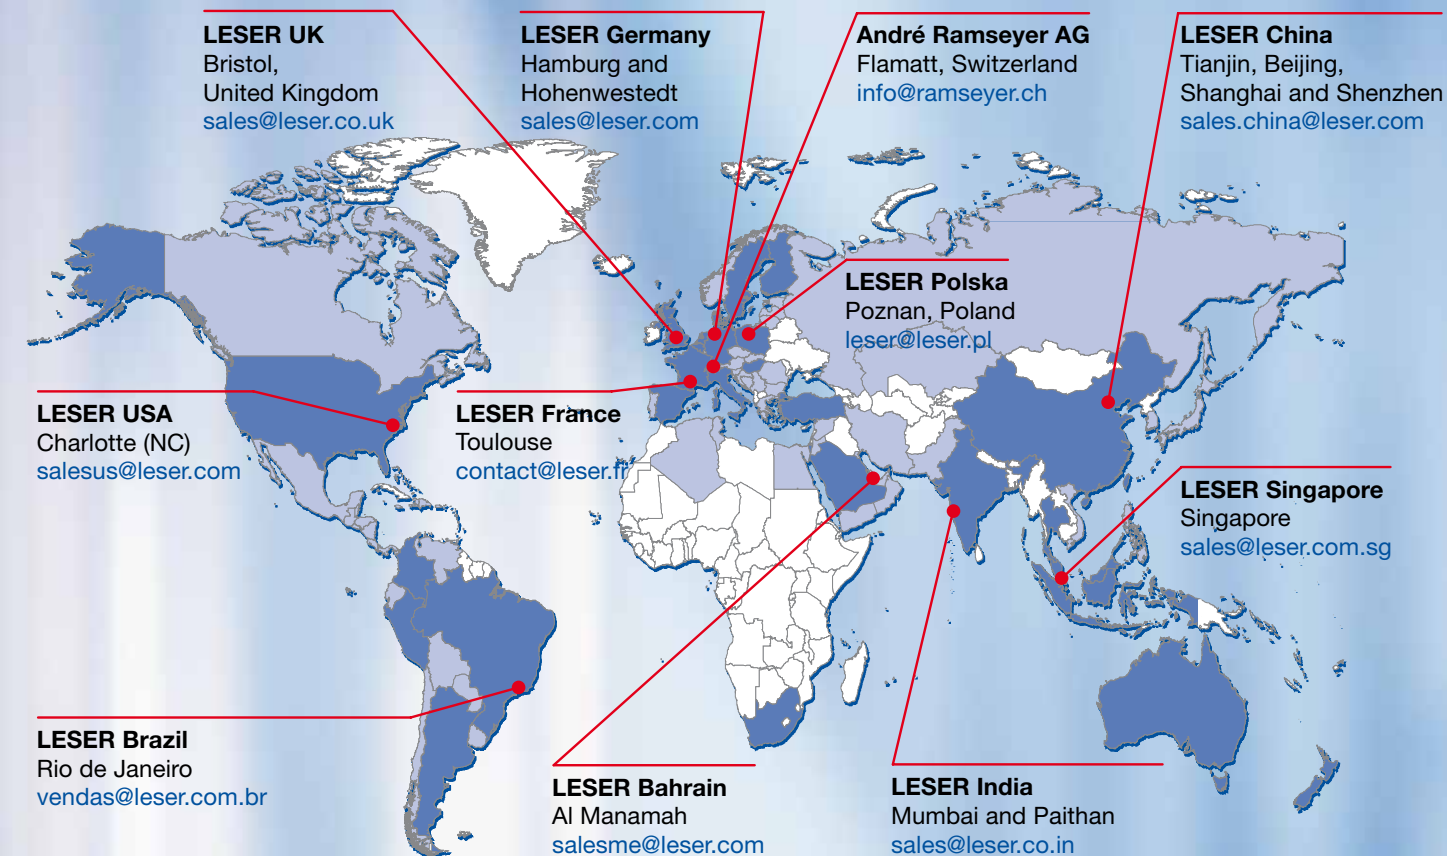 LESER UK
Bristol,
United Kingdom
sales@leser.co.uk
LESER Germany
Hamburg and
Hohenwestedt
sales@leser.com
André Ramseyer AG
Flamatt, Switzerland
info@ramseyer.ch
LESER China
Tianjin, Beijing,
Shanghai and Shenzhen
sales.china@leser.com
LESER Polska
Poznan, Poland
leser@leser.pl
LESER USA
Charlotte (NC)
salesus@leser.com
LESER France
Toulouse
contact@leser.fr
LESER Singapore
Singapore
sales@leser.com.sg
LESER Brazil
Rio de Janeiro
vendas@leser.com.br
LESER Bahrain
Al Manamah
salesme@leser.com
LESER India
Mumbai and Paithan
sales@leser.co.in